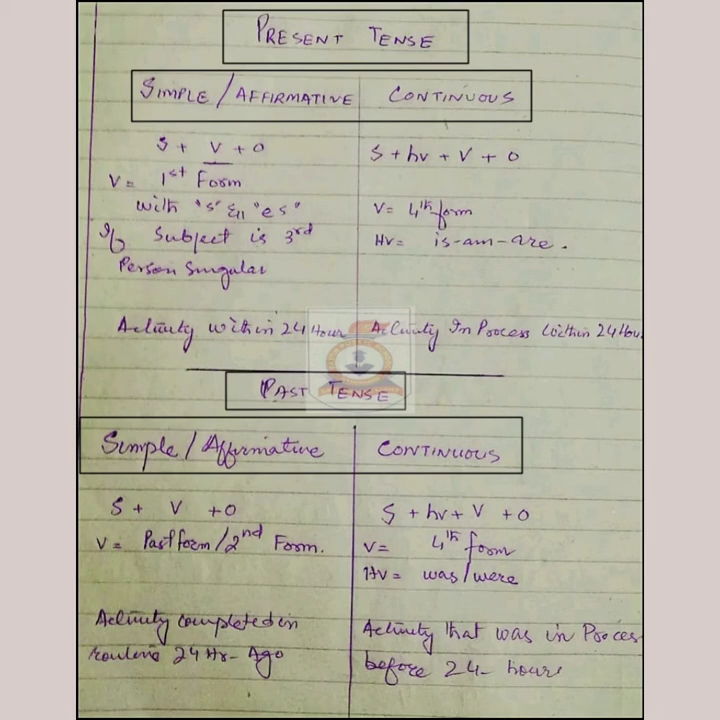 PRESENT TENSE
SIMPLE / AFFIRMATIVE
S + V + O
V = 1st Form
with "s" & "es"
If Subject is 3rd
Person Singular
Activity within 24 Hour
CONTINUOUS
S + hv + V + O
V = 4th form
Hv = is-am-are.
Activity In Process Within 24 Hou
PAST TENSE
Simple / Affirmative
S + V + O
V = Past form / 2nd Form.
Activity completed in
routine 24 Hr- Ago
CONTINUOUS
S + hv + V + O
V = 4th form
Hv = was/were
Activity that was in Proces
before 24- hours